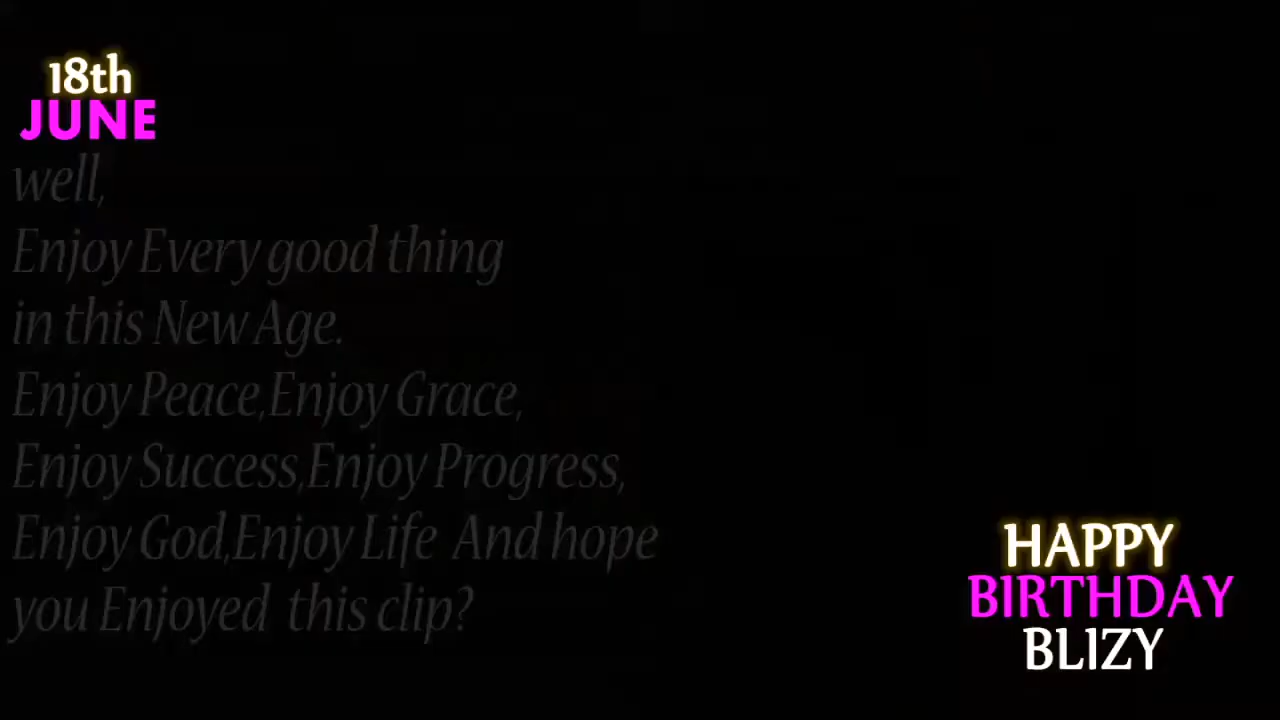 18th
JUNE
well,
Enjoy Every good thing
in this New Age.
Enjoy Peace,Enjoy Grace,
Enjoy Success,Enjoy Progress,
Enjoy God,Enjoy Life And hope
you Enjoyed this clip?
HAPPY
BIRTHDAY
BLIZY